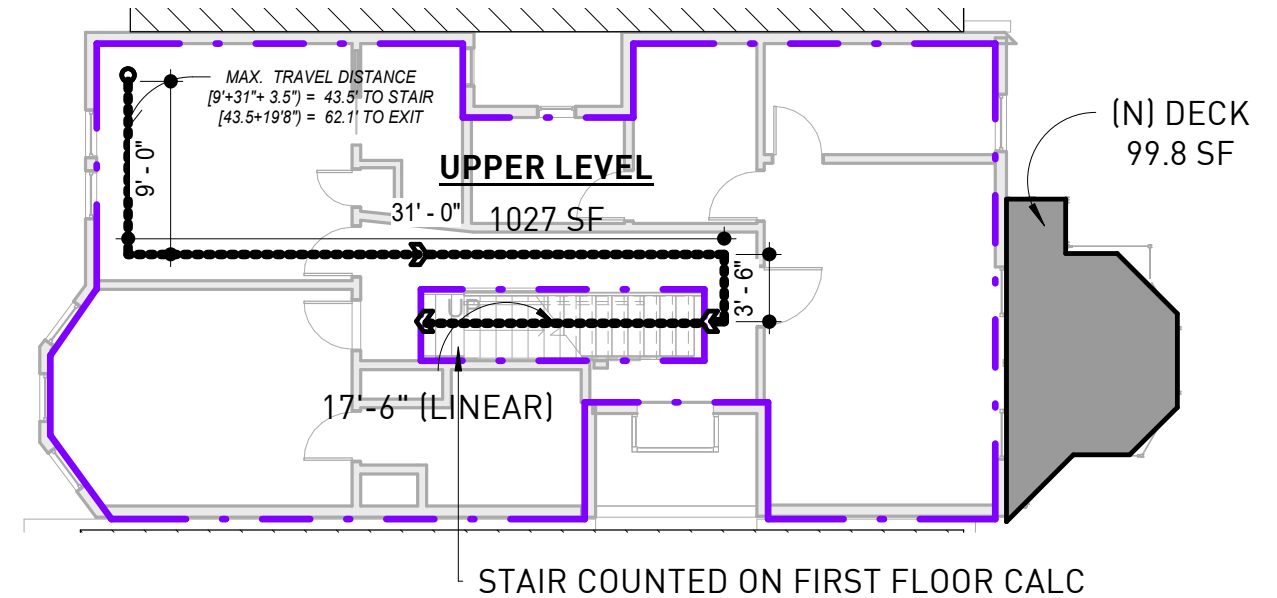 MAX. TRAVEL DISTANCE
[9'+31"+ 3.5") = 43.5' TO STAIR
[43.5+19'8") = 62.1' TO EXIT
9' - 0"
UPPER LEVEL
31' - 0"
1027 SF
3' - 6"
UP
17'-6" (LINEAR)
(N) DECK
99.8 SF
STAIR COUNTED ON FIRST FLOOR CALC